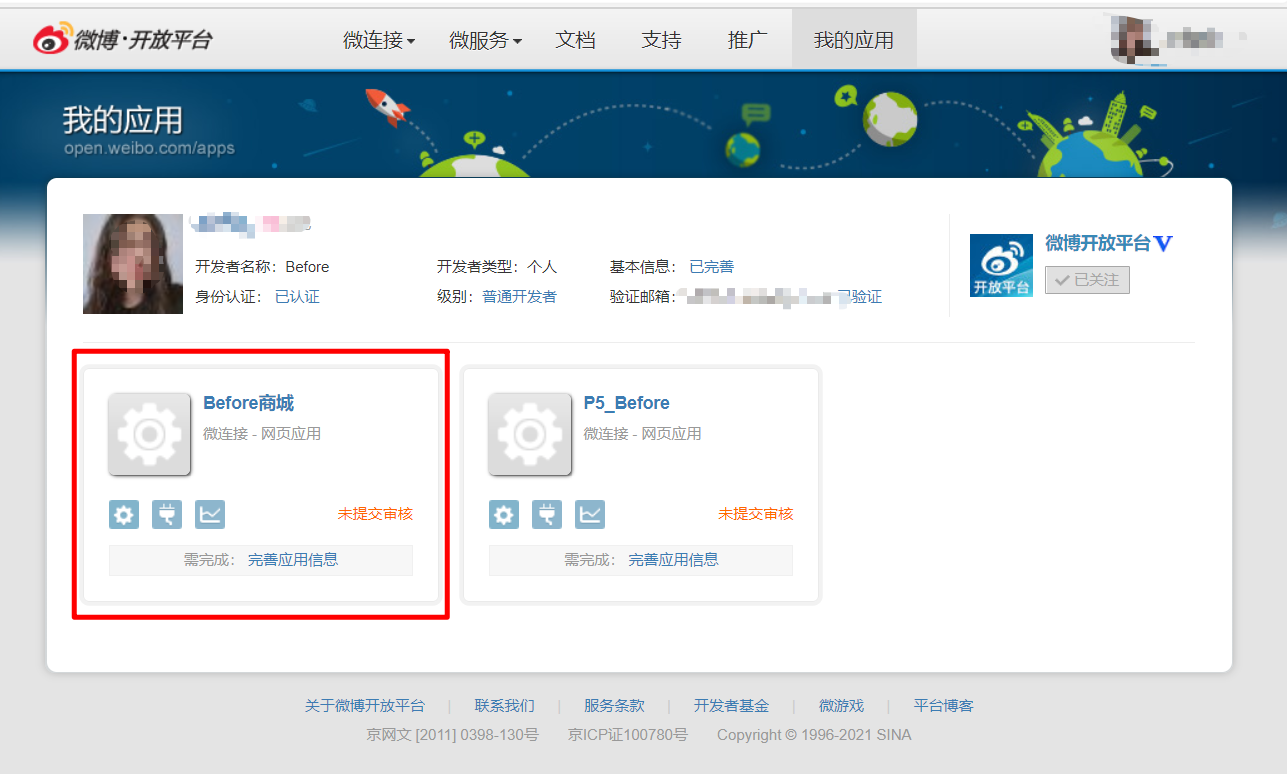 微博·开放平台 微连接 微服务 文档 支持 推广 我的应用
我的应用
open.weibo.com/apps
开发者名称：Before 开发者类型：个人 基本信息：已完善
身份认证：已认证 级别：普通开发者 验证邮箱： 已验证
微博开放平台 V
已关注
开放平台
Before商城
微连接 - 网页应用
未提交审核
需完成：完善应用信息
P5_Before
微连接 - 网页应用
未提交审核
需完成：完善应用信息
关于微博开放平台 | 联系我们 | 服务条款 | 开发者基金 | 微游戏 | 平台博客
京网文 [2011] 0398-130号 京ICP证100780号 Copyright © 1996-2021 SINA